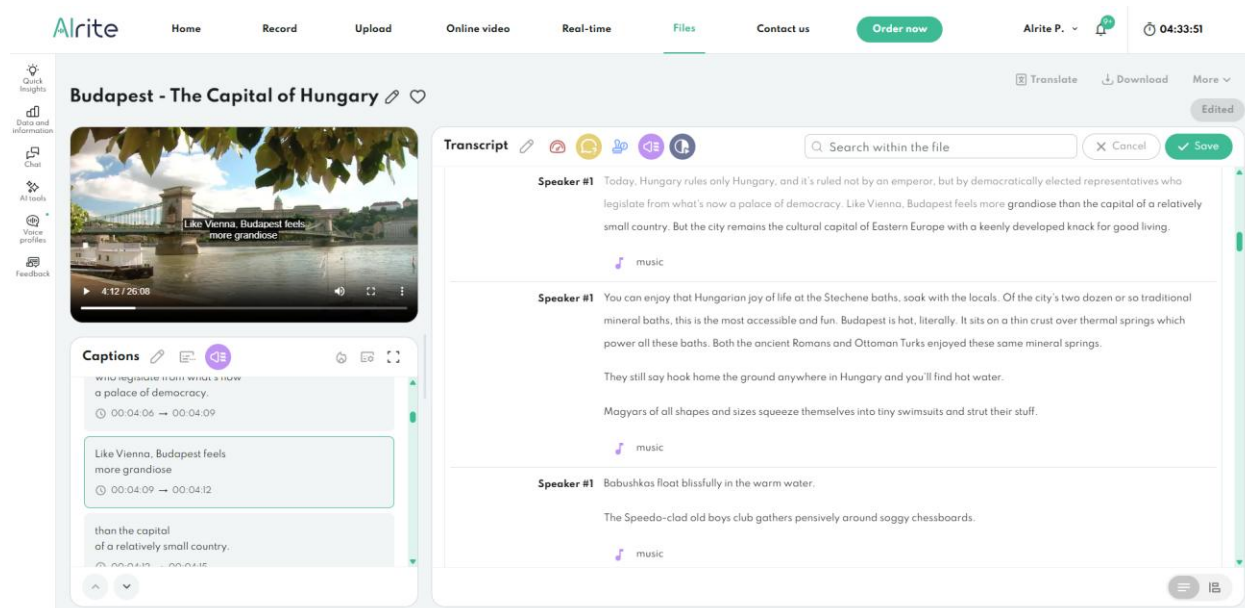 AIrite
Home
Record
Upload
Online video
Real-time
Files
Contact us
Order now
Alrite P.
9+
04:33:51
Quick
Insights
Data and
information
Chat
AI tools
Voice
profiles
Feedback
Budapest - The Capital of Hungary
Translate
Download
More
Edited
Like Vienna, Budapest feels
more grandiose
4:12 / 26:08
Captions
who legislate from what's now
a palace of democracy.
00:04:06 → 00:04:09
Like Vienna, Budapest feels
more grandiose
00:04:09 → 00:04:12
than the capital
of a relatively small country.
00:04:12 → 00:04:15
Transcript
Search within the file
Cancel
Save
Speaker #1 Today, Hungary rules only Hungary, and it's ruled not by an emperor, but by democratically elected representatives who
legislate from what's now a palace of democracy. Like Vienna, Budapest feels more grandiose than the capital of a relatively
small country. But the city remains the cultural capital of Eastern Europe with a keenly developed knack for good living.
music
Speaker #1 You can enjoy that Hungarian joy of life at the Stechene baths, soak with the locals. Of the city's two dozen or so traditional
mineral baths, this is the most accessible and fun. Budapest is hot, literally. It sits on a thin crust over thermal springs which
power all these baths. Both the ancient Romans and Ottoman Turks enjoyed these same mineral springs.
They still say hook home the ground anywhere in Hungary and you'll find hot water.
Magyars of all shapes and sizes squeeze themselves into tiny swimsuits and strut their stuff.
music
Speaker #1 Babushkas float blissfully in the warm water.
The Speedo-clad old boys club gathers pensively around soggy chessboards.
music